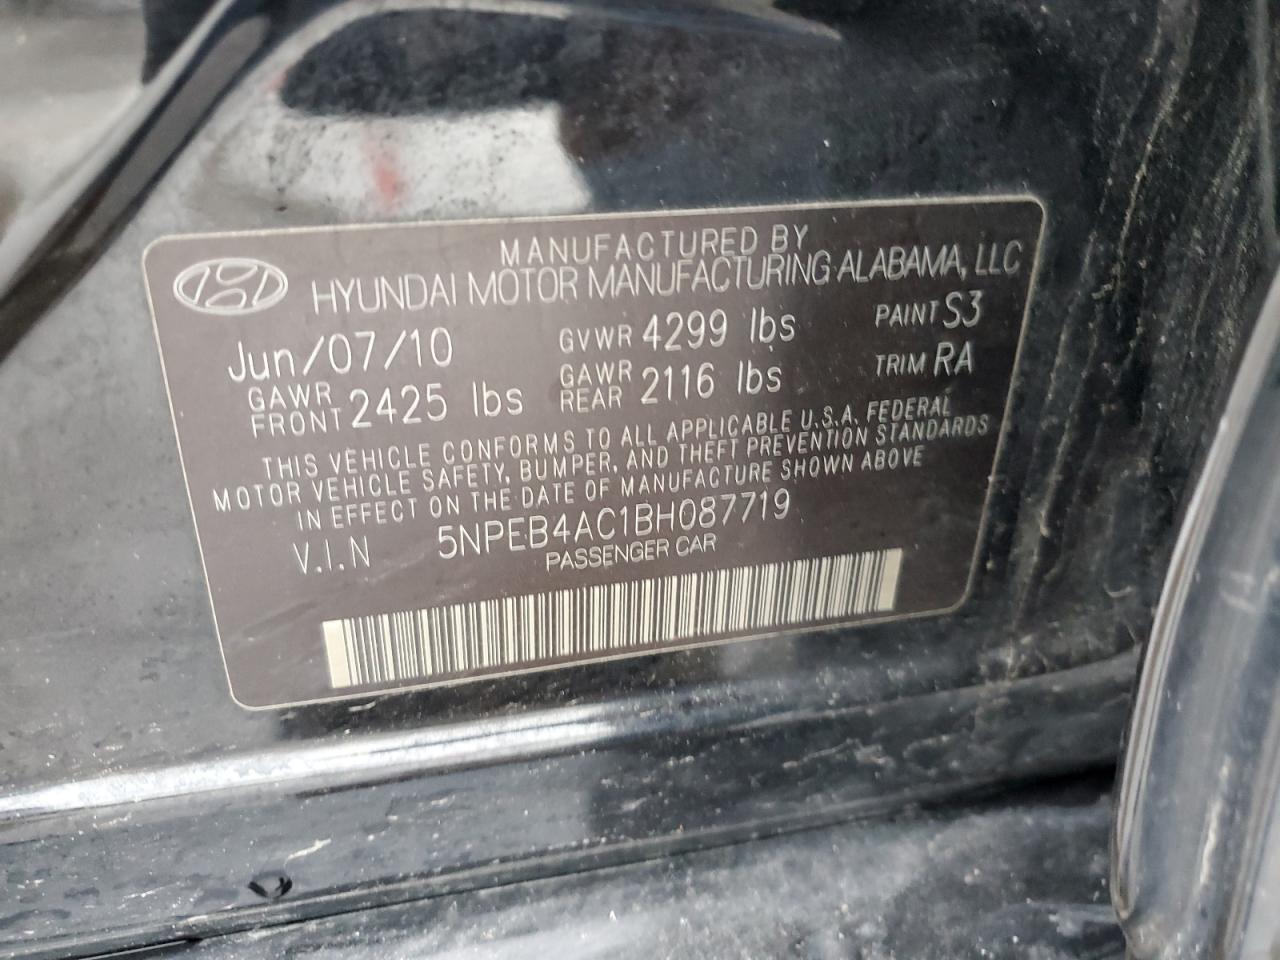 MANUFACTURED BY
HYUNDAI MOTOR MANUFACTURING ALABAMA, LLC
Jun/07/10 GVWR 4299 lbs PAINT S3
GAWR FRONT 2425 lbs GAWR REAR 2116 lbs TRIM RA
THIS VEHICLE CONFORMS TO ALL APPLICABLE U.S.A. FEDERAL
MOTOR VEHICLE SAFETY, BUMPER, AND THEFT PREVENTION STANDARDS
IN EFFECT ON THE DATE OF MANUFACTURE SHOWN ABOVE
V.I.N 5NPEB4AC1BH087719
PASSENGER CAR